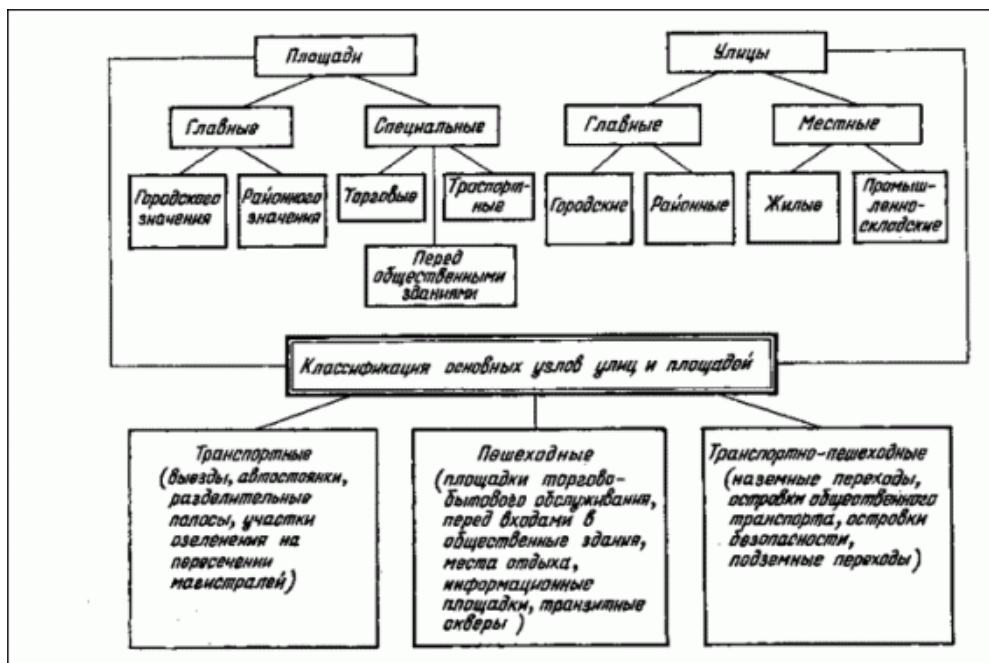 Площади
Улицы
Главные
Специальные
Главные
Местные
Городского
значения
Районного
значения
Торговые
Траспорт-
ные
Городские
Районные
Жилые
Промыш-
ленно-
складские
Перед
общественными
зданиями
Классификация основных узлов улиц и площадей
Транспортные
(выезды, автостоянки,
разделительные
полосы, участки
озеленения на
пересечении
магистралей)
Пешеходные
(площадки торгово-
бытового обслуживания,
перед входами в
общественные здания,
места отдыха,
информационные
площадки, транзитные
скверы)
Транспортно-пешеходные
(наземные переходы,
островки общественного
транспорта, островки
безопасности,
подземные переходы)